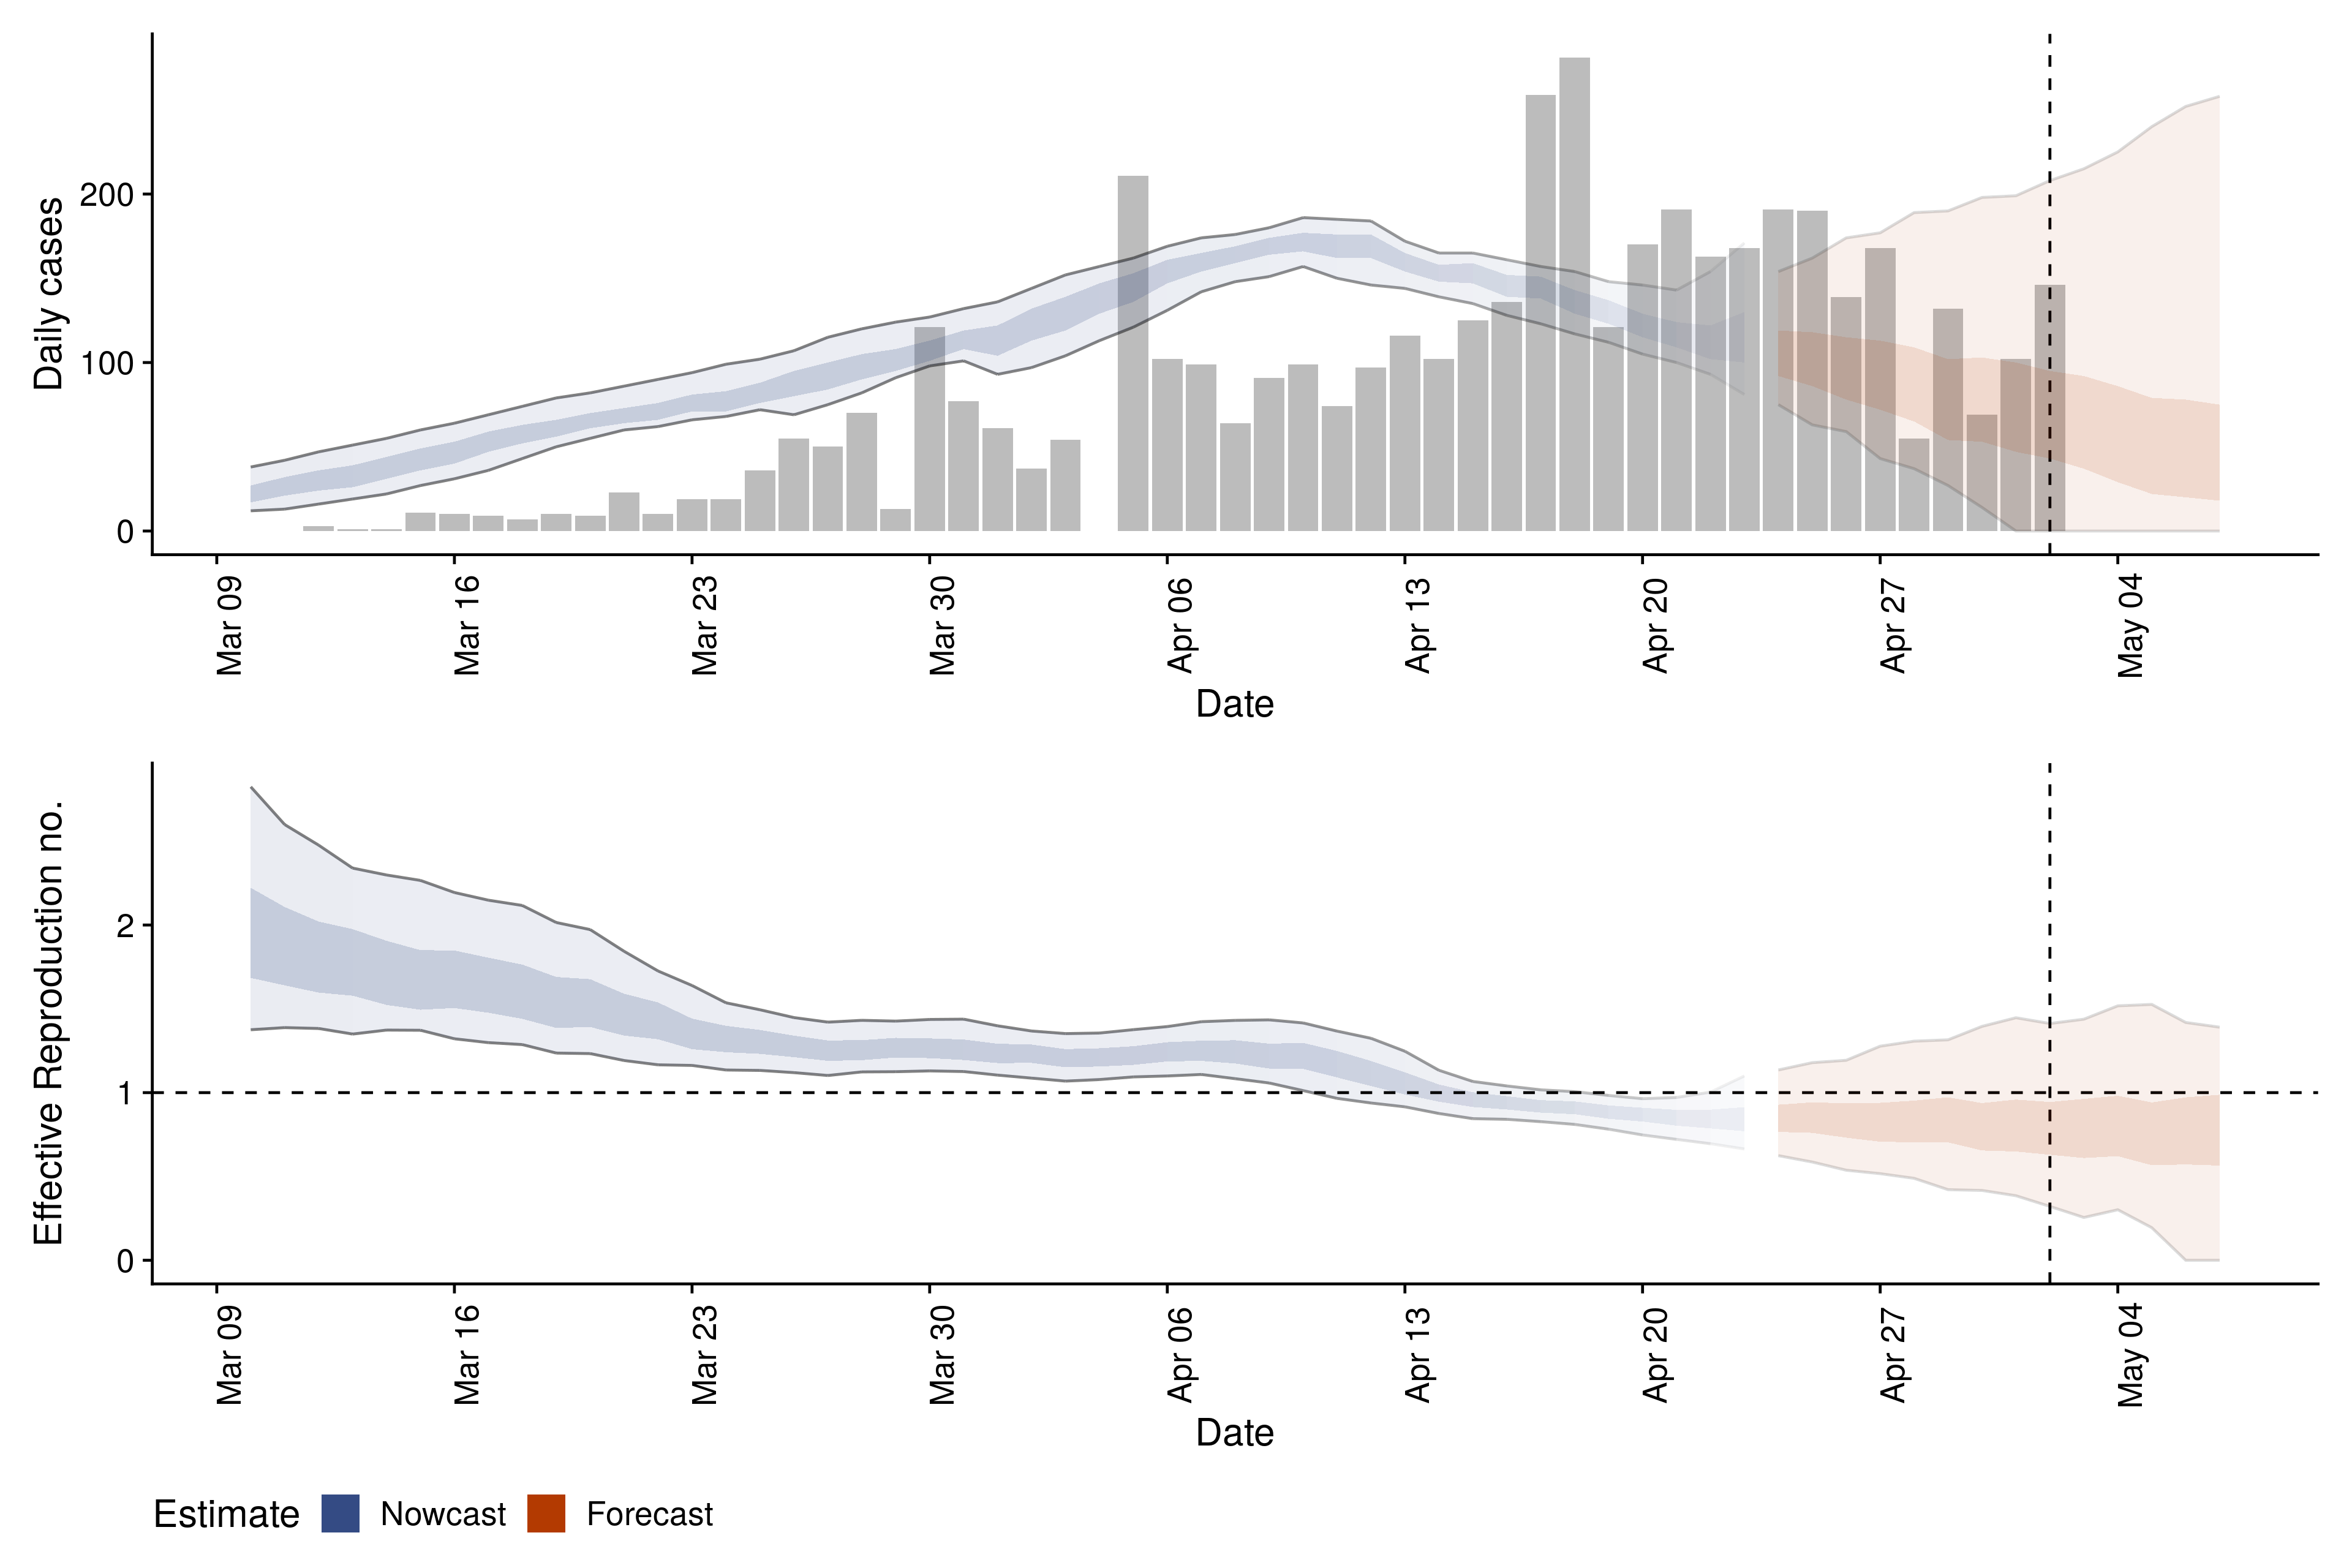 Daily cases
200
100
0
Mar 09
Mar 16
Mar 23
Mar 30
Apr 06
Apr 13
Apr 20
Apr 27
May 04
Date
Effective Reproduction no.
2
1
0
Mar 09
Mar 16
Mar 23
Mar 30
Apr 06
Apr 13
Apr 20
Apr 27
May 04
Date
Estimate Nowcast Forecast